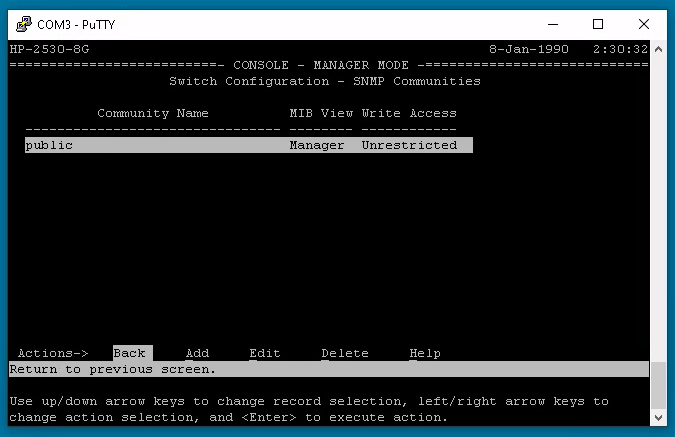 COM3 - PuTTY
HP-2530-8G 8-Jan-1990 2:30:32
==========================- CONSOLE - MANAGER MODE -============================
Switch Configuration - SNMP Communities
Community Name MIB View Write Access
-------------------------------- -------- ------------
public Manager Unrestricted
Actions-> Back Add Edit Delete Help
Return to previous screen.
Use up/down arrow keys to change record selection, left/right arrow keys to
change action selection, and <Enter> to execute action.